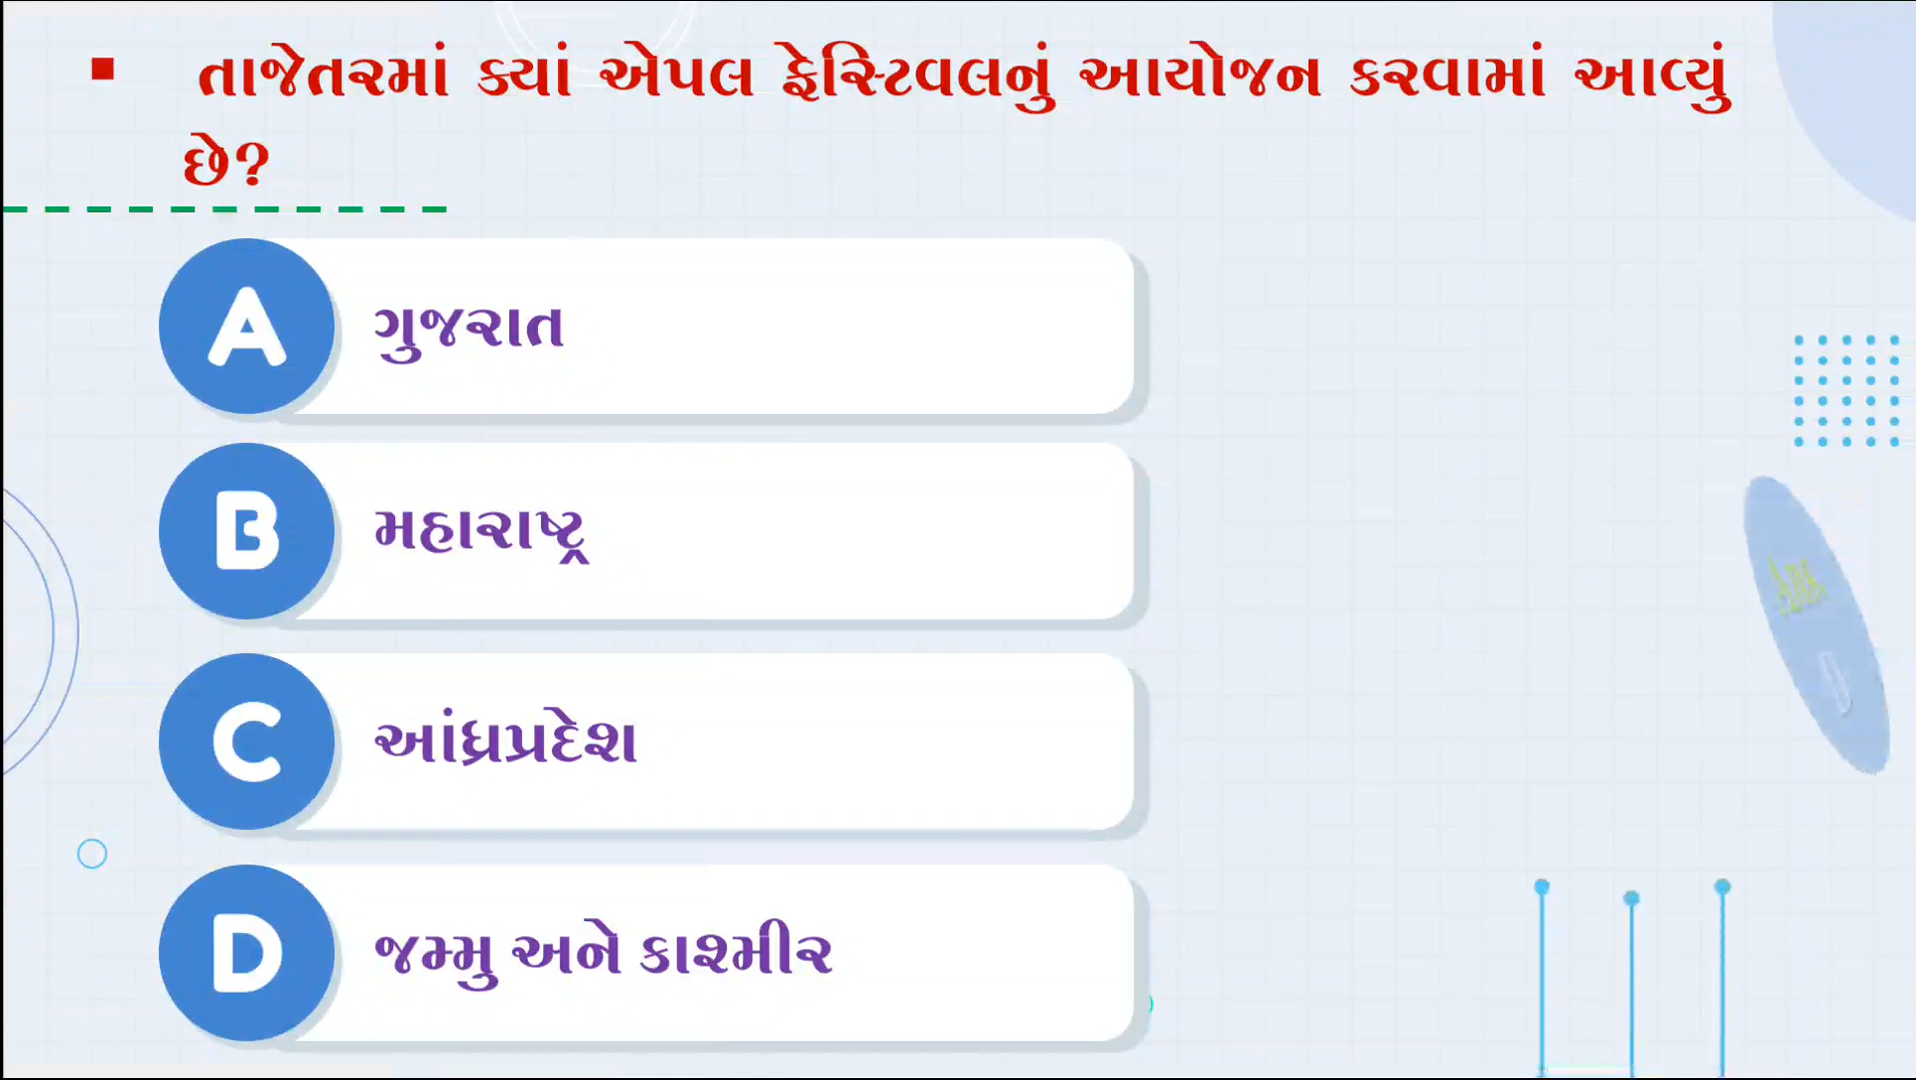 ▪ તાજેતરમાં ક્યાં એપલ ફેસ્ટિવલનું આયોજન કરવામાં આવ્યું
છે?
A ગુજરાત
B મહારાષ્ટ્ર
C આંધ્રપ્રદેશ
D જમ્મુ અને કાશ્મીર